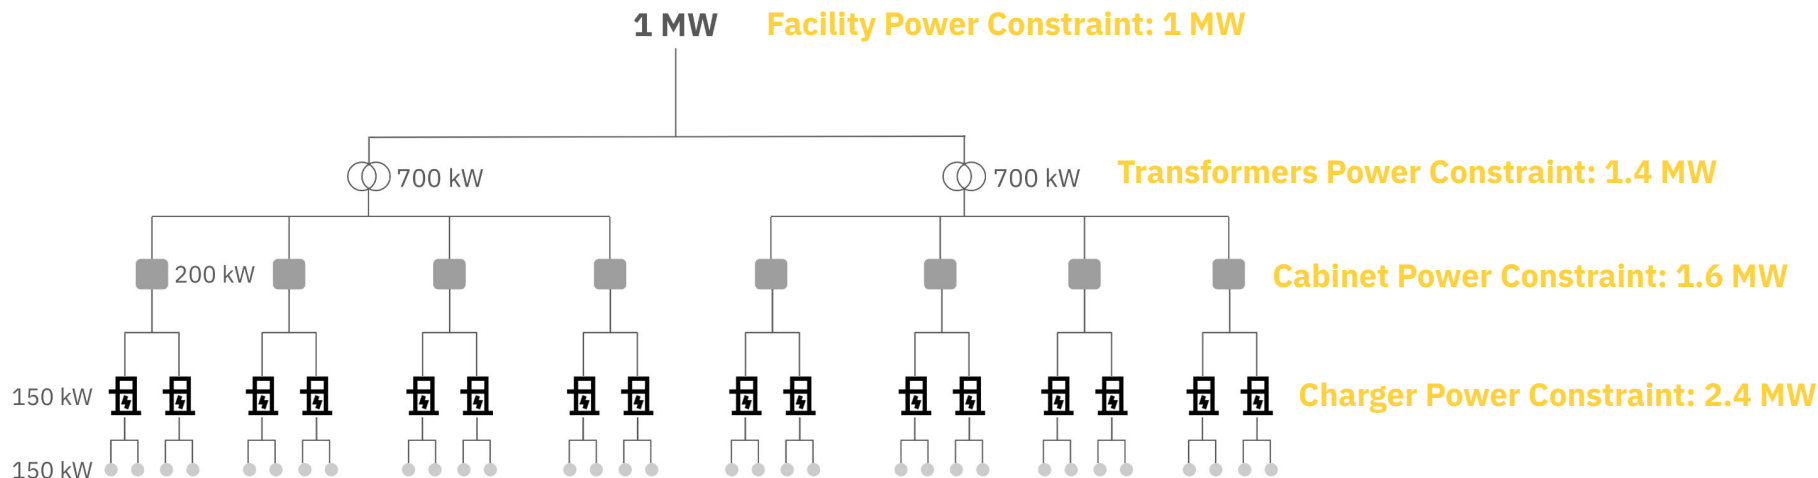 1 MW
Facility Power Constraint: 1 MW
700 kW
700 kW
Transformers Power Constraint: 1.4 MW
200 kW
Cabinet Power Constraint: 1.6 MW
150 kW
Charger Power Constraint: 2.4 MW
150 kW